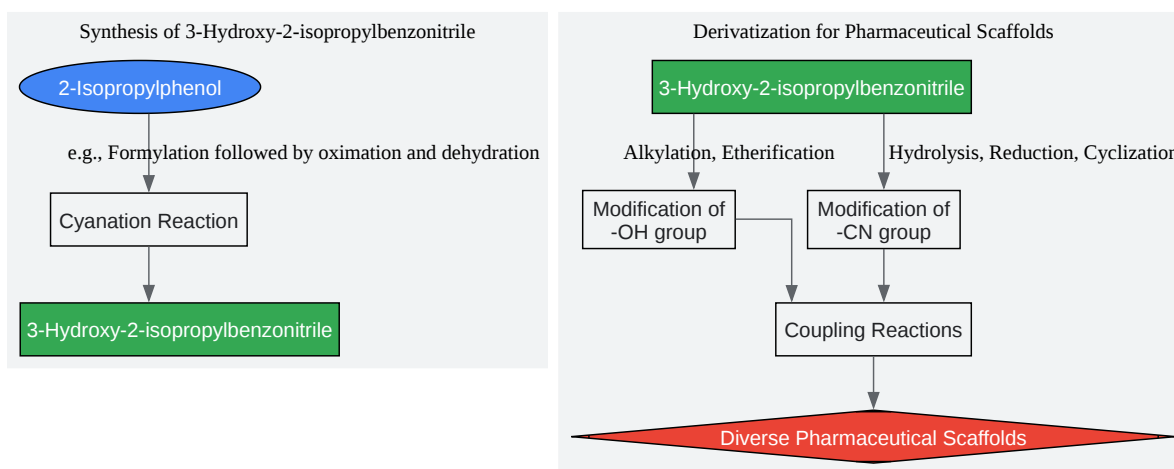 Synthesis of 3-Hydroxy-2-isopropylbenzonitrile
2-Isopropylphenol
e.g., Formylation followed by oximation and dehydration
Cyanation Reaction
3-Hydroxy-2-isopropylbenzonitrile
Derivatization for Pharmaceutical Scaffolds
3-Hydroxy-2-isopropylbenzonitrile
Alkylation, Etherification
Hydrolysis, Reduction, Cyclization
Modification of
-OH group
Modification of
-CN group
Coupling Reactions
Diverse Pharmaceutical Scaffolds